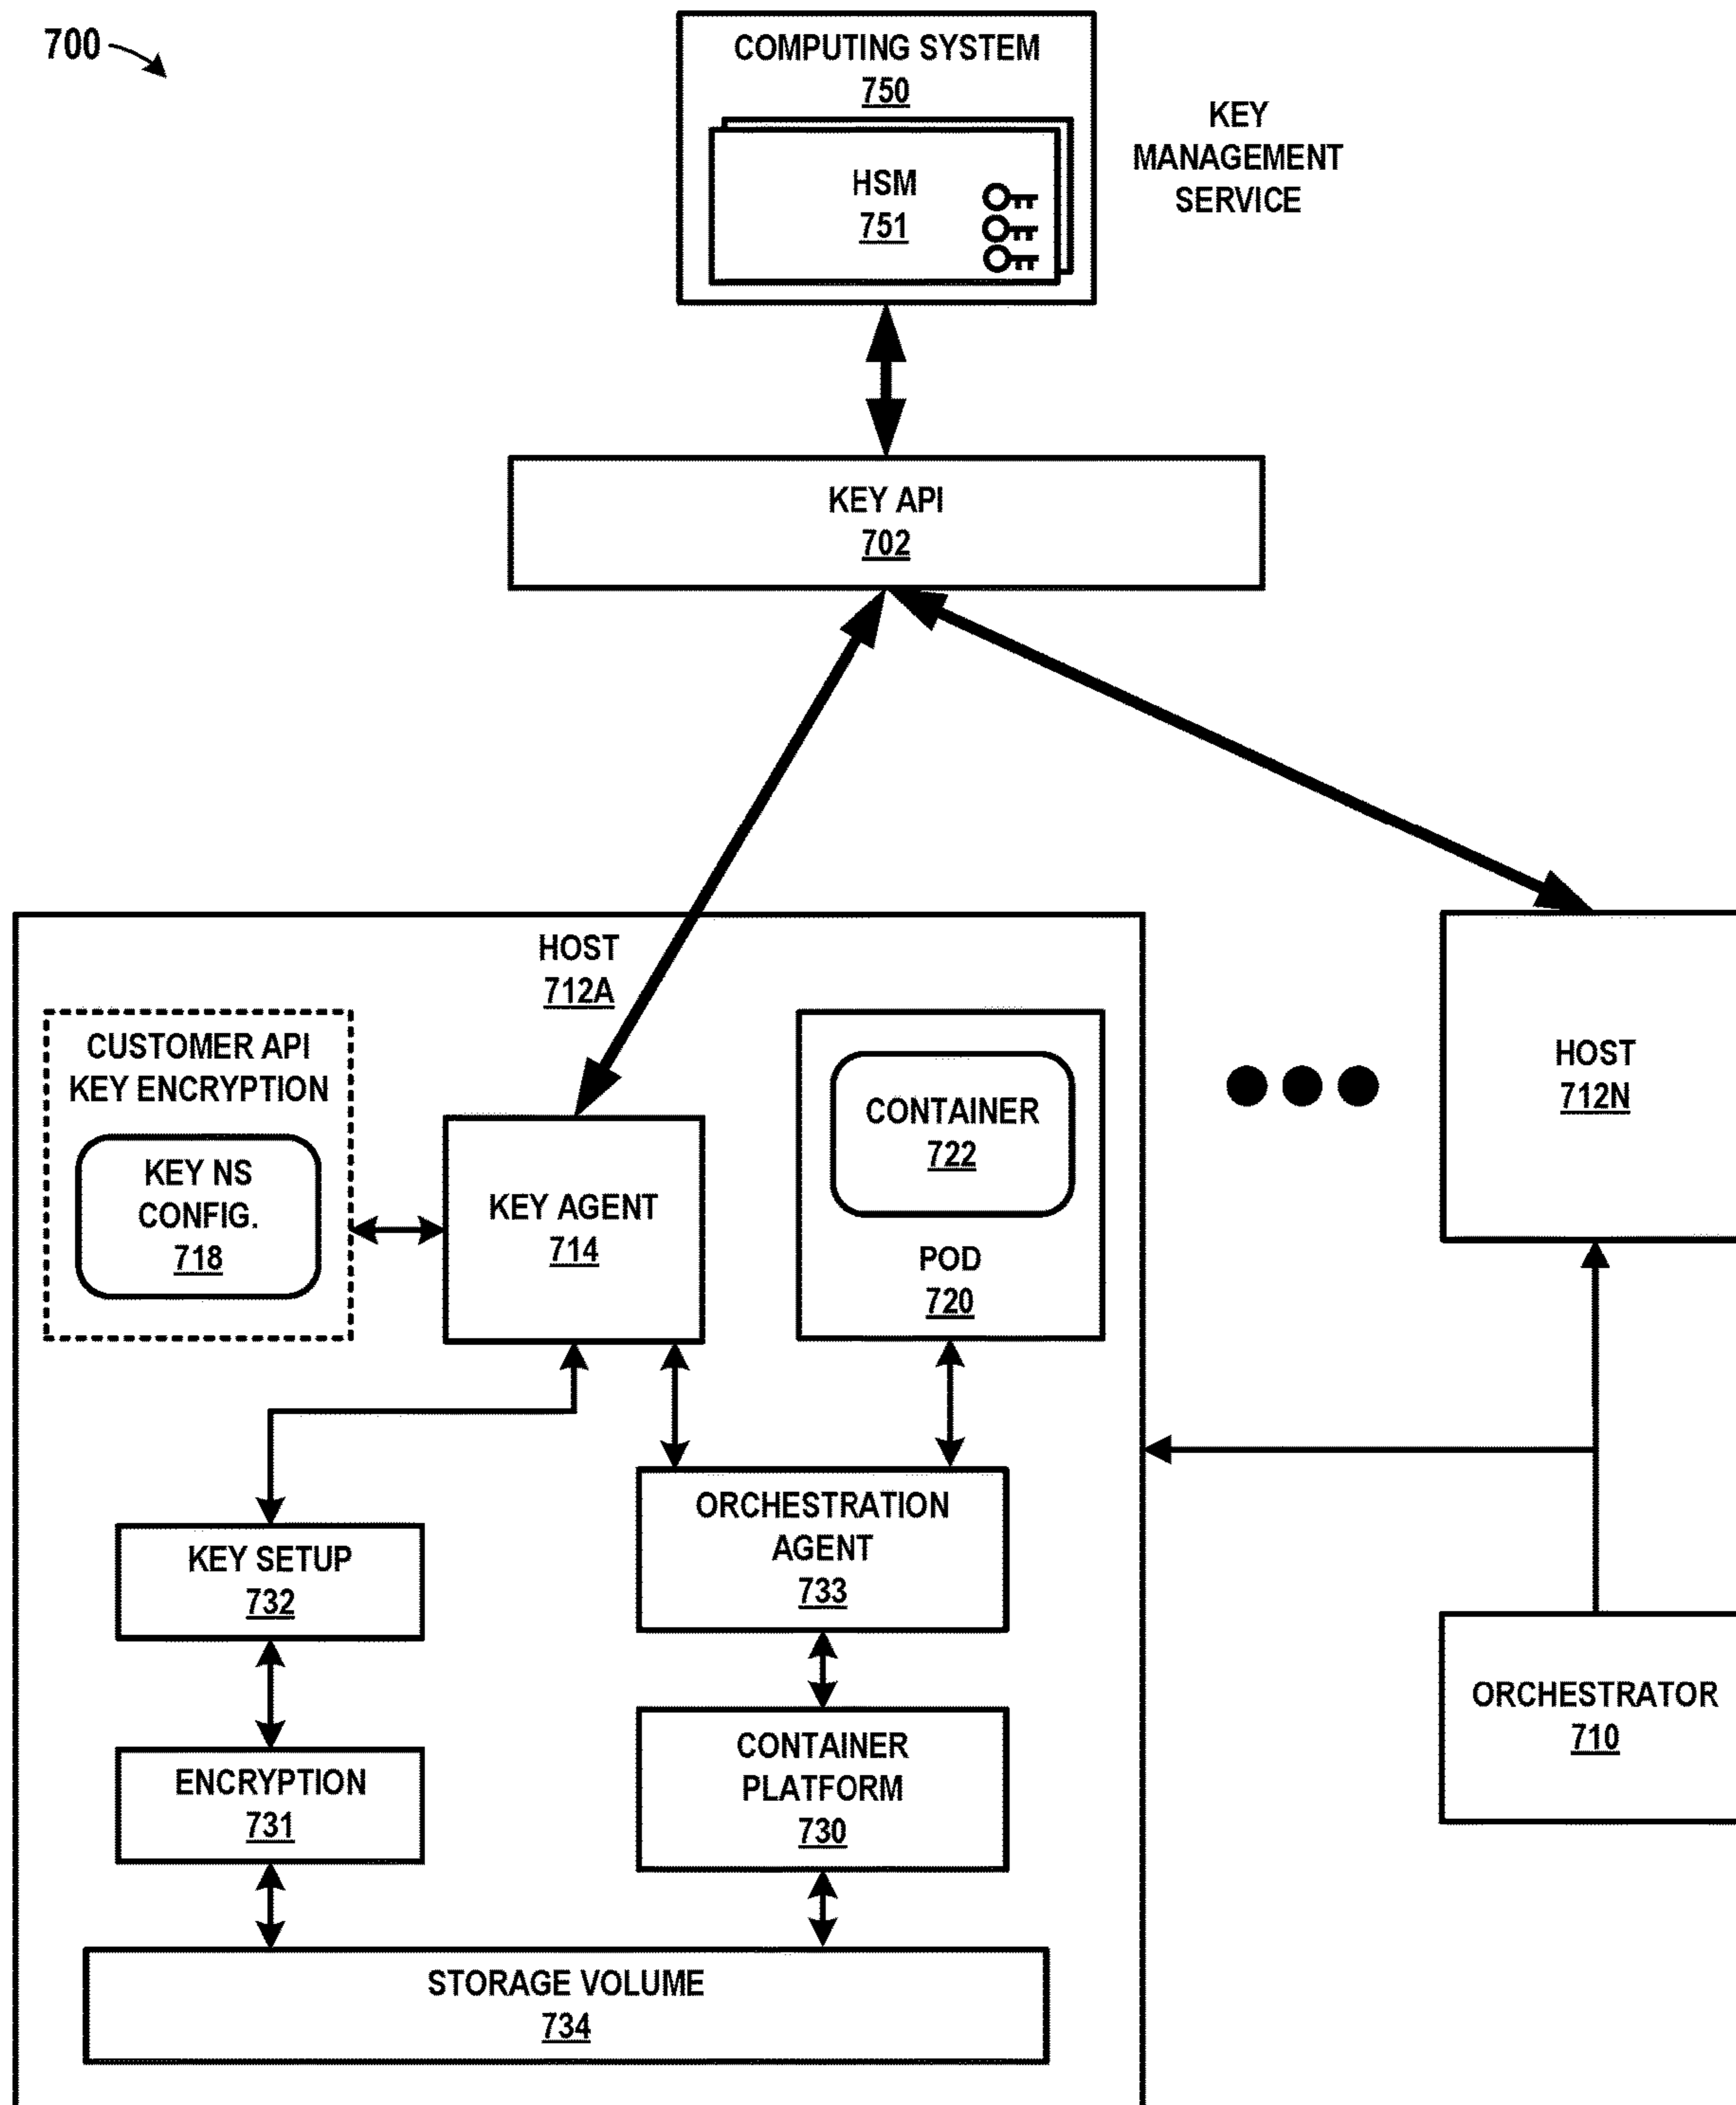 700
COMPUTING SYSTEM
750
HSM
751
KEY
MANAGEMENT
SERVICE
KEY API
702
HOST
712A
CUSTOMER API
KEY ENCRYPTION
KEY NS
CONFIG.
718
KEY AGENT
714
CONTAINER
722
POD
720
HOST
712N
KEY SETUP
732
ORCHESTRATION
AGENT
733
ENCRYPTION
731
CONTAINER
PLATFORM
730
ORCHESTRATOR
710
STORAGE VOLUME
734